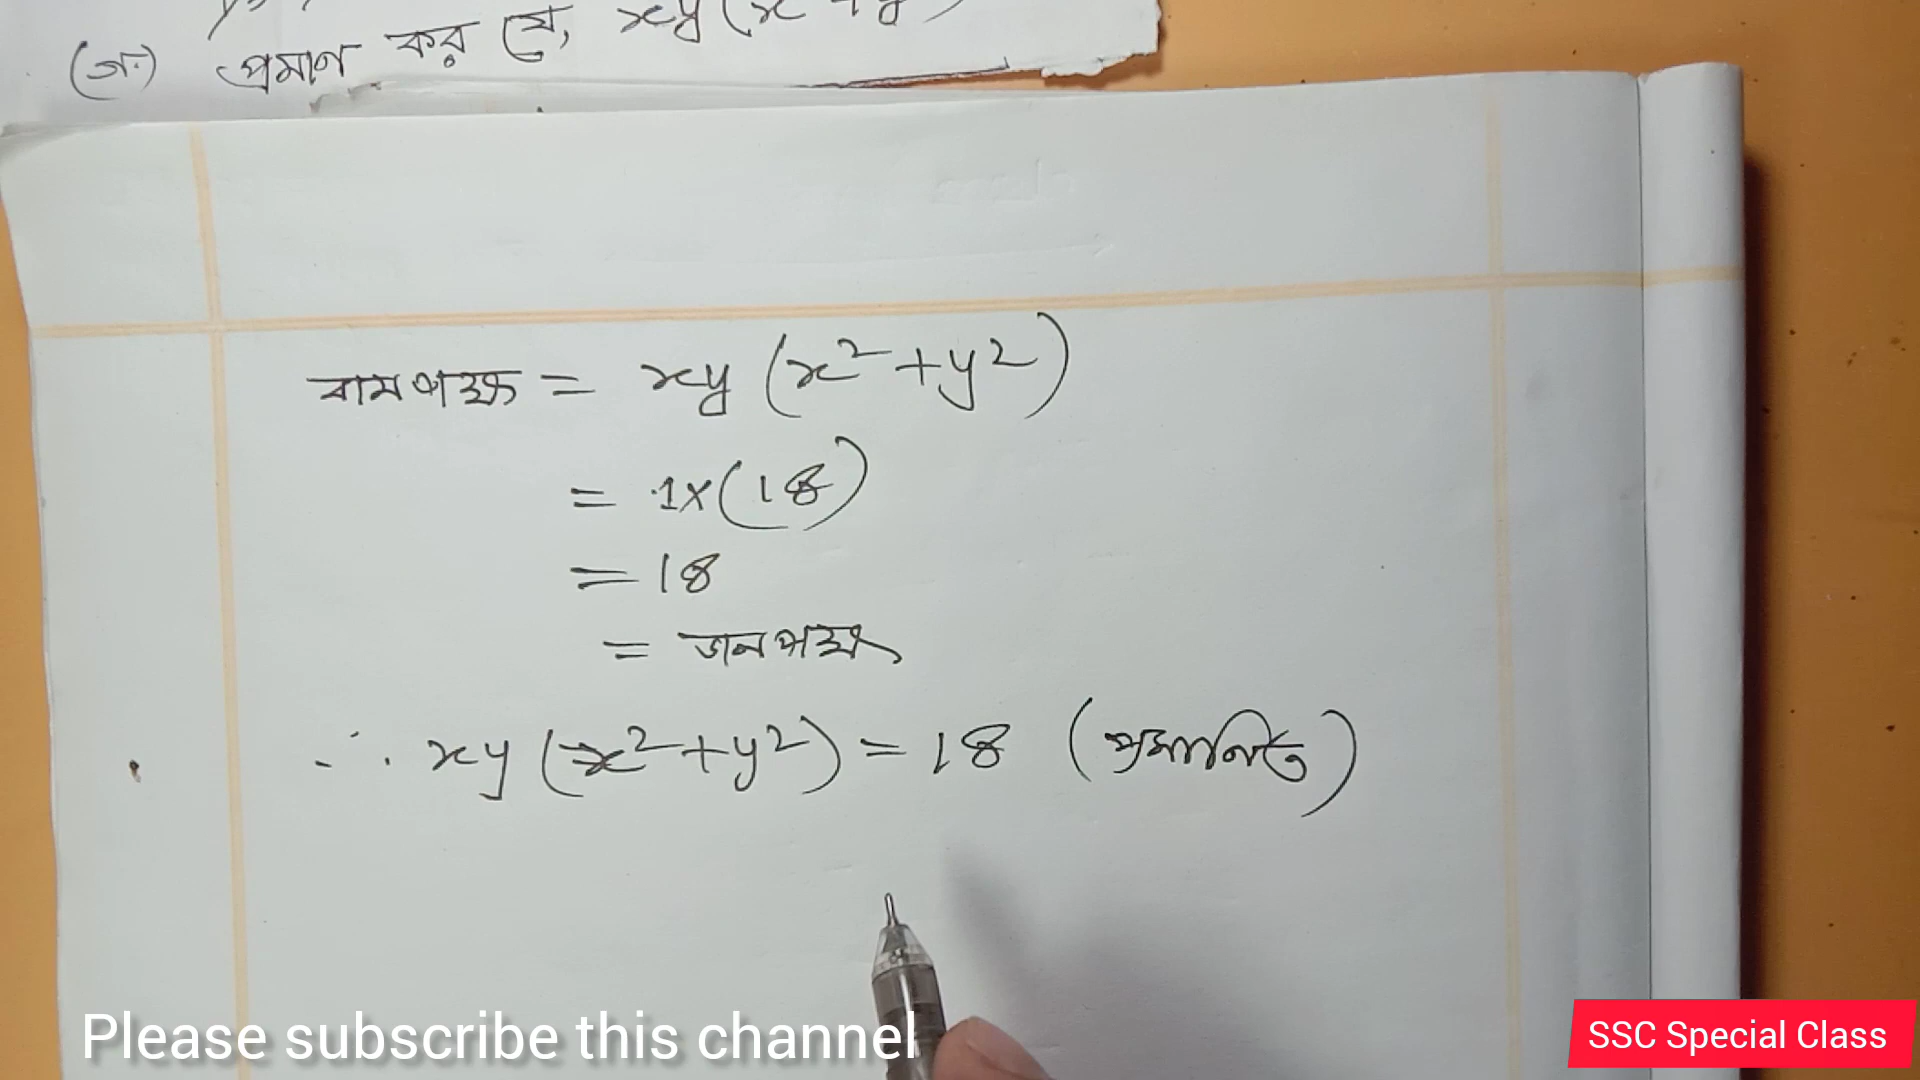 (গ.) প্রমাণ কর যে, xy(x + y
বামপক্ষ = xy (x²+y²)
= 1×(18)
= 18
= ডানপক্ষ
∴ xy (x²+y²) = 18 (প্রমানিত)
Please subscribe this channel
SSC Special Class